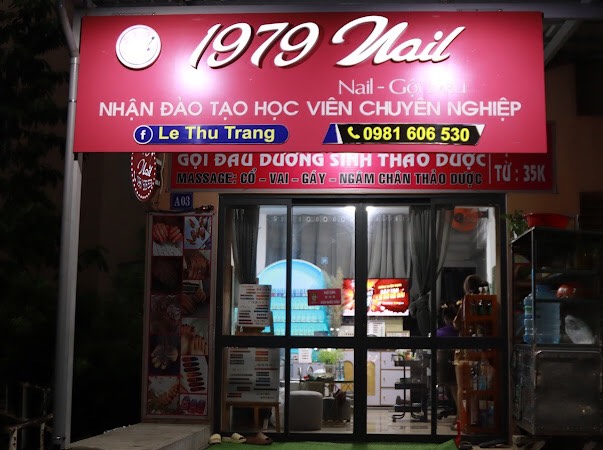 1979 Nail
Nail - Gội Đầu
NHẬN ĐÀO TẠO HỌC VIÊN CHUYÊN NGHIỆP
Le Thu Trang
0981 606 530
GỘI ĐẦU DƯỠNG SINH THẢO DƯỢC
MASSAGE: CỔ - VAI - GÁY - NGÂM CHÂN THẢO DƯỢC
TỪ : 35K
Nail
A03